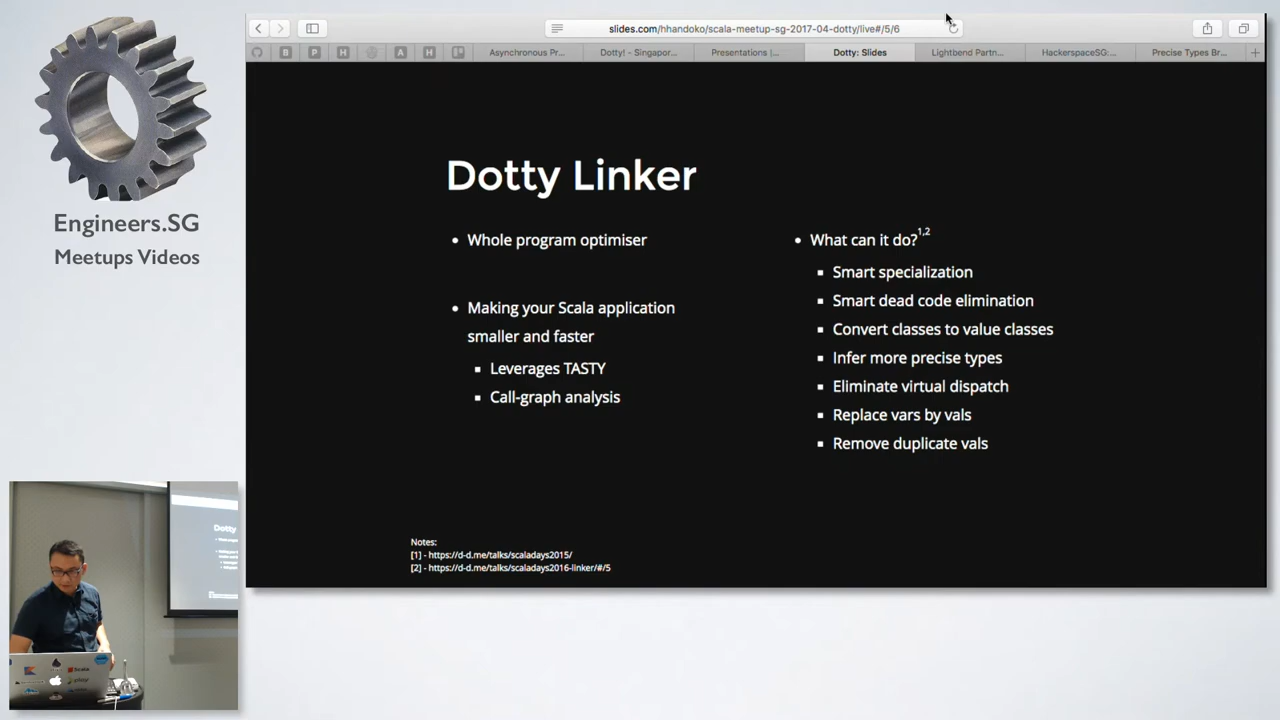 slides.com/hhandoko/scala-meetup-sg-2017-04-dotty/live#/5/6
B
P
H
A
H
Asynchronous Pr...
Dotty! - Singapor...
Presentations |...
Dotty: Slides
Lightbend Partn...
HackerspaceSG:...
Precise Types Br...
Engineers.SG
Meetups Videos
Dotty Linker
Whole program optimiser
Making your Scala application
smaller and faster
Leverages TASTY
Call-graph analysis
What can it do?1,2
Smart specialization
Smart dead code elimination
Convert classes to value classes
Infer more precise types
Eliminate virtual dispatch
Replace vars by vals
Remove duplicate vals
Notes:
[1] - https://d-d.me/talks/scaladays2015/
[2] - https://d-d.me/talks/scaladays2016-linker/#/5
Dotty
Scala
play